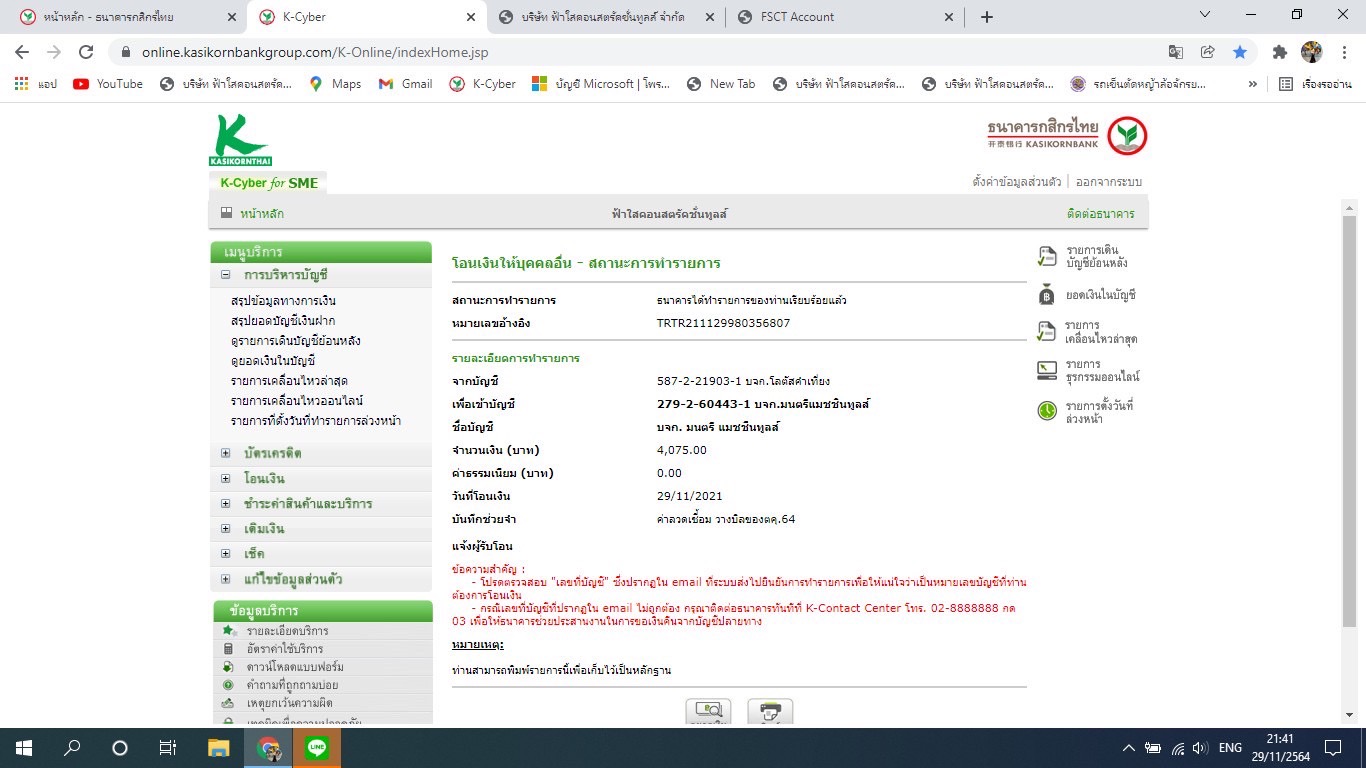 หน้าหลัก - ธนาคารกสิกรไทย
K-Cyber
บริษัท ฟ้าใสคอนสตรัคชั่นทูลส์ จำกัด
FSCT Account
online.kasikornbankgroup.com/K-Online/indexHome.jsp
แอป YouTube บริษัท ฟ้าใสคอนสตรัค... Maps Gmail K-Cyber บัญชี Microsoft | โพร... New Tab บริษัท ฟ้าใสคอนสตรัค... บริษัท ฟ้าใสคอนสตรัค... รถเข็นตัดหญ้าล้อจักรย... » เรื่องรออ่าน
K
KASIKORNTHAI
ธนาคารกสิกรไทย
开泰银行 KASIKORNBANK
K-Cyber for SME
ตั้งค่าข้อมูลส่วนตัว | ออกจากระบบ
หน้าหลัก ฟ้าใสคอนสตรัคชั่นทูลส์ ติดต่อธนาคาร
เมนูบริการ
การบริหารบัญชี
สรุปข้อมูลทางการเงิน
สรุปยอดบัญชีเงินฝาก
ดูรายการเดินบัญชีย้อนหลัง
ดูยอดเงินในบัญชี
รายการเคลื่อนไหวล่าสุด
รายการเคลื่อนไหวออนไลน์
รายการที่ตั้งวันที่ทำรายการล่วงหน้า
บัตรเครดิต
โอนเงิน
ชำระค่าสินค้าและบริการ
เติมเงิน
เช็ค
แก้ไขข้อมูลส่วนตัว
ข้อมูลบริการ
รายละเอียดบริการ
อัตราค่าใช้บริการ
ดาวน์โหลดแบบฟอร์ม
คำถามที่ถูกถามบ่อย
เหตุยกเว้นความผิด
เทคนิคเพื่อความปลอดภัย
โอนเงินให้บุคคลอื่น - สถานะการทำรายการ
สถานะการทำรายการ ธนาคารได้ทำรายการของท่านเรียบร้อยแล้ว
หมายเลขอ้างอิง TRTR211129980356807
รายละเอียดการทำรายการ
จากบัญชี 587-2-21903-1 บจก.โลตัสคำเที่ยง
เพื่อเข้าบัญชี 279-2-60443-1 บจก.มนตรีแมชชินทูลส์
ชื่อบัญชี บจก. มนตรี แมชชีนทูลส์
จำนวนเงิน (บาท) 4,075.00
ค่าธรรมเนียม (บาท) 0.00
วันที่โอนเงิน 29/11/2021
บันทึกช่วยจำ ค่าลวดเชื่อม วางบิลของตค.64
แจ้งผู้รับโอน
ข้อความสำคัญ :
- โปรดตรวจสอบ "เลขที่บัญชี" ซึ่งปรากฏใน email ที่ระบบส่งไปยืนยันการทำรายการเพื่อให้แน่ใจว่าเป็นหมายเลขบัญชีที่ท่าน
ต้องการโอนเงิน
- กรณีเลขที่บัญชีที่ปรากฏใน email ไม่ถูกต้อง กรุณาติดต่อธนาคารทันทีที่ K-Contact Center โทร. 02-8888888 กด
03 เพื่อให้ธนาคารช่วยประสานงานในการขอเงินคืนจากบัญชีปลายทาง
หมายเหตุ:
ท่านสามารถพิมพ์รายการนี้เพื่อเก็บไว้เป็นหลักฐาน
รายการเดิน
บัญชีย้อนหลัง
ยอดเงินในบัญชี
รายการ
เคลื่อนไหวล่าสุด
รายการ
ธุรกรรมออนไลน์
รายการตั้งวันที่
ล่วงหน้า
ENG
21:41
29/11/2564